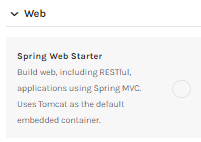 Web
Spring Web Starter
Build web, including RESTful,
applications using Spring MVC.
Uses Tomcat as the default
embedded container.